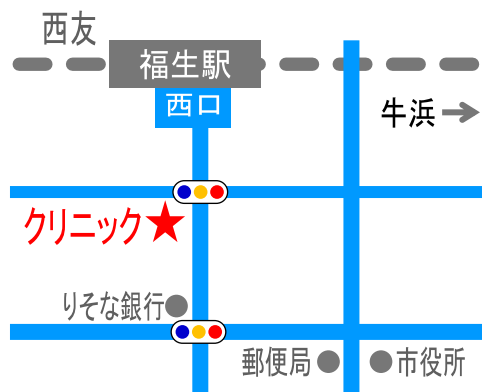 西友
福生駅
西口
牛浜
クリニック
りそな銀行
郵便局
市役所